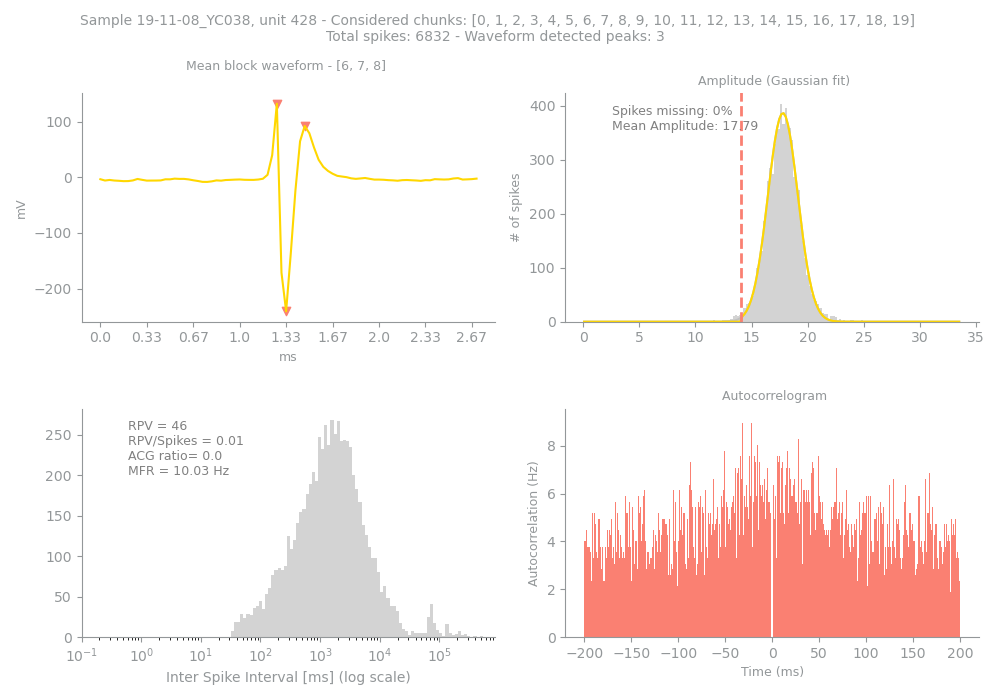 Sample 19-11-08_YC038, unit 428 - Considered chunks: [0, 1, 2, 3, 4, 5, 6, 7, 8, 9, 10, 11, 12, 13, 14, 15, 16, 17, 18, 19]
Total spikes: 6832 - Waveform detected peaks: 3
Mean block waveform - [6, 7, 8]
100
0
−100
−200
mV
0.0 0.33 0.67 1.0 1.33 1.67 2.0 2.33 2.67
ms
Amplitude (Gaussian fit)
Spikes missing: 0%
Mean Amplitude: 17.79
400
300
200
100
0
# of spikes
0 5 10 15 20 25 30 35
RPV = 46
RPV/Spikes = 0.01
ACG ratio= 0.0
MFR = 10.03 Hz
250
200
150
100
50
0
10⁻¹ 10⁰ 10¹ 10² 10³ 10⁴ 10⁵
Inter Spike Interval [ms] (log scale)
Autocorrelogram
8
6
4
2
0
Autocorrelation (Hz)
−200 −150 −100 −50 0 50 100 150 200
Time (ms)